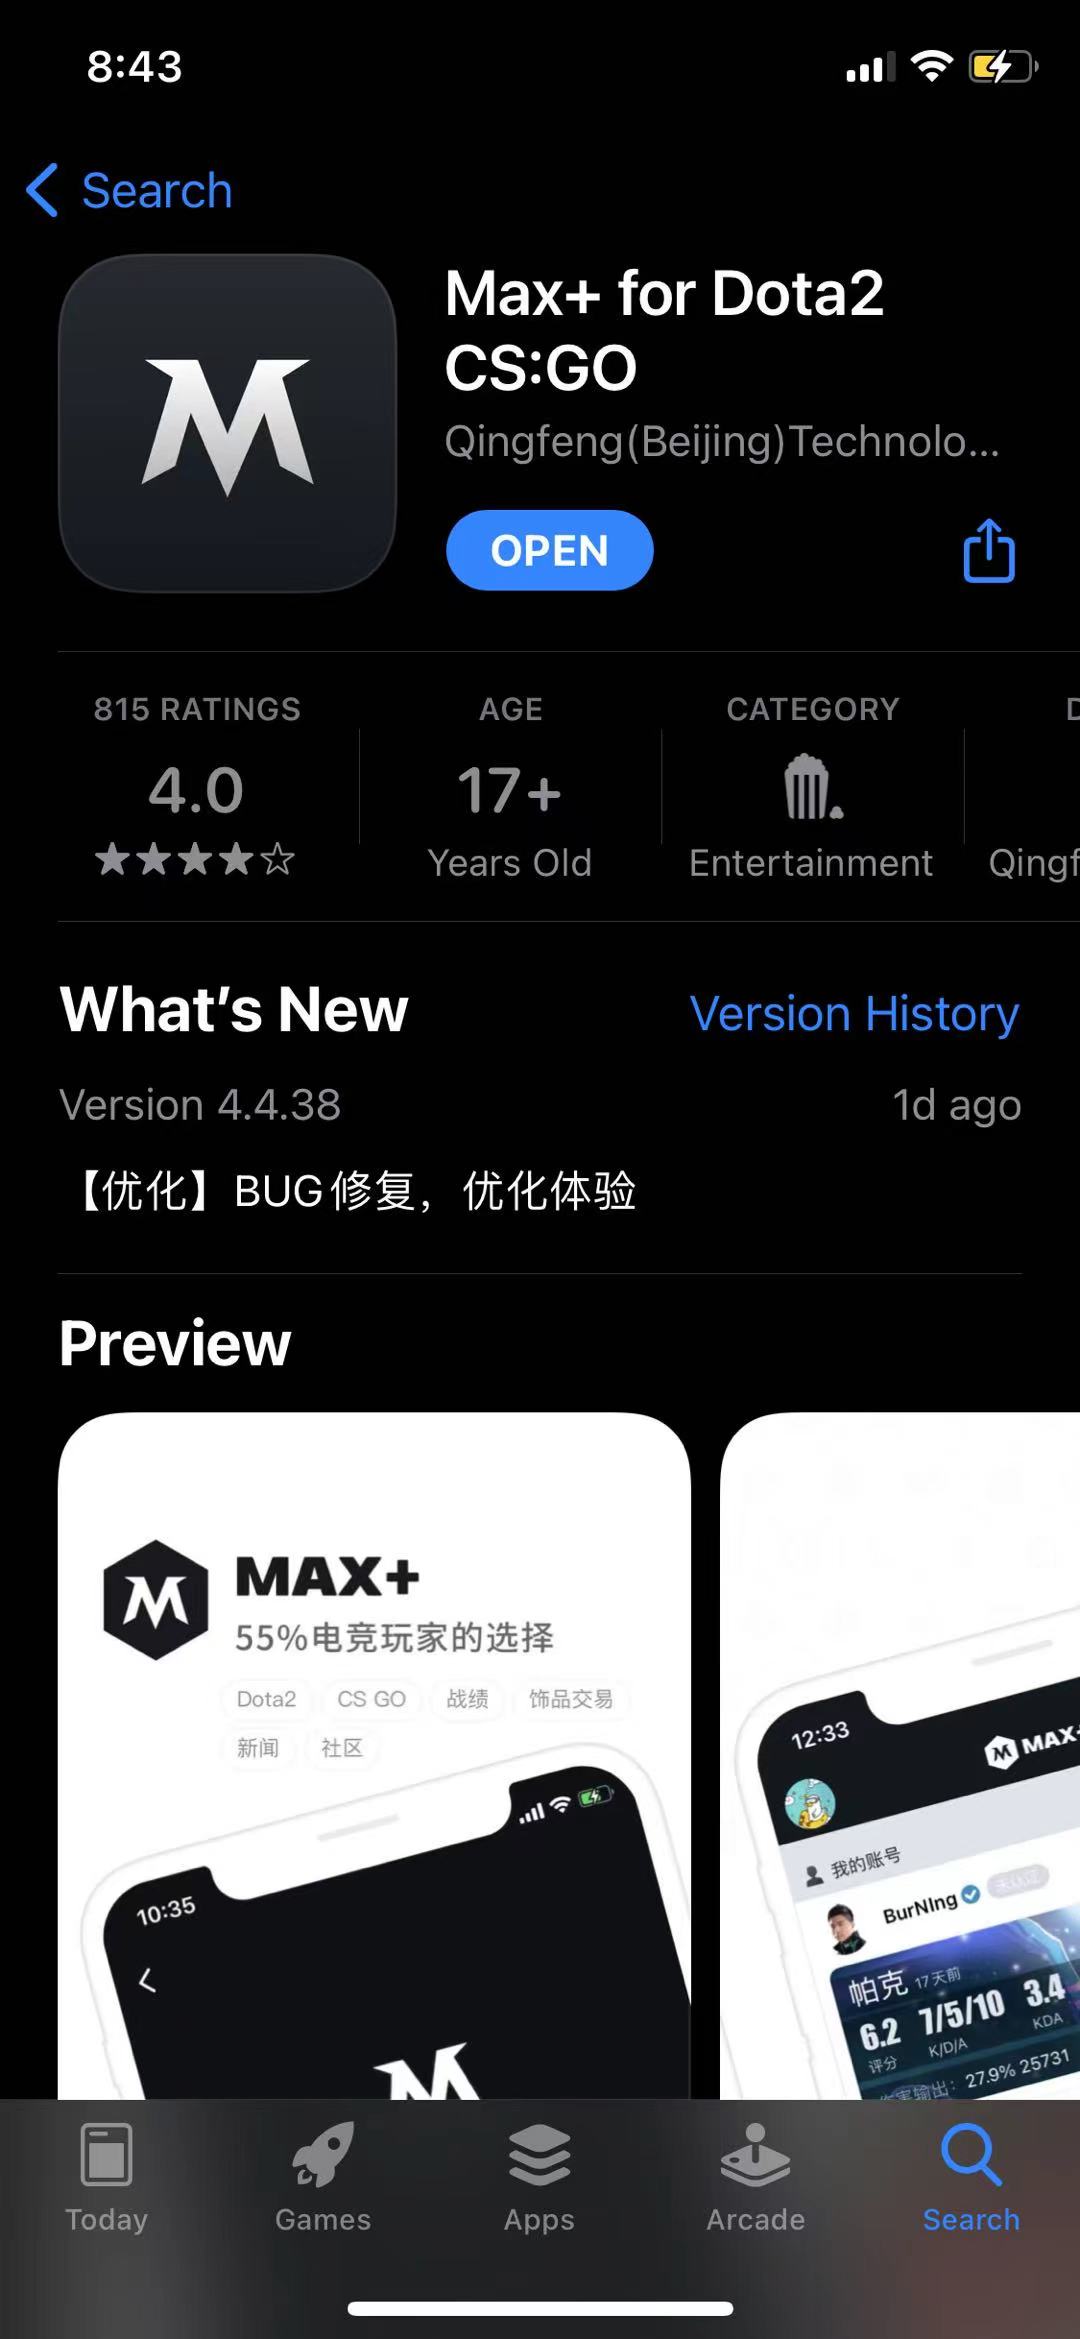 8:43
Search
Max+ for Dota2
CS:GO
Qingfeng(Beijing)Technolo...
OPEN
815 RATINGS
4.0
AGE
17+
Years Old
CATEGORY
Entertainment
D
Qingf
What's New
Version History
Version 4.4.38
1d ago
【优化】BUG修复，优化体验
Preview
MAX+
55%电竞玩家的选择
Dota2 CS GO 战绩 饰品交易
新闻 社区
10:35
12:33
MAX+
我的账号
BurNIng
帕克 17天前
6.2 7/5/10 3.4
评分 K/D/A KDA
27.9% 25731
Today
Games
Apps
Arcade
Search